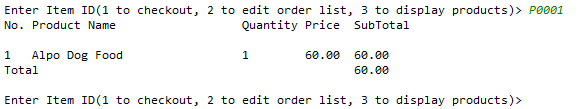 Enter Item ID(1 to checkout, 2 to edit order list, 3 to display products)> P0001
No. Product Name Quantity Price SubTotal
1 Alpo Dog Food 1 60.00 60.00
Total 60.00
Enter Item ID(1 to checkout, 2 to edit order list, 3 to display products)>